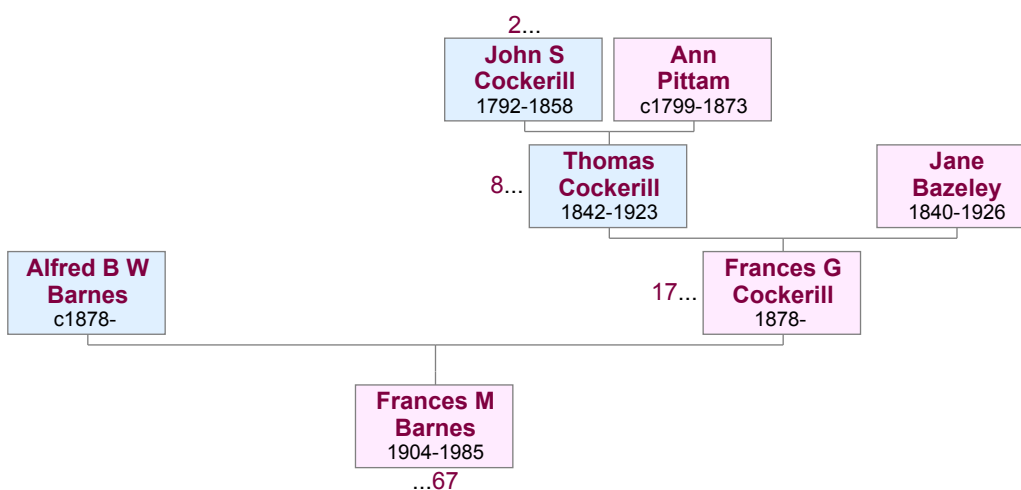 2...
John S
Cockerill
1792-1858
Ann
Pittam
c1799-1873
8...
Thomas
Cockerill
1842-1923
Jane
Bazeley
1840-1926
Alfred B W
Barnes
c1878-
17...
Frances G
Cockerill
1878-
Frances M
Barnes
1904-1985
...67